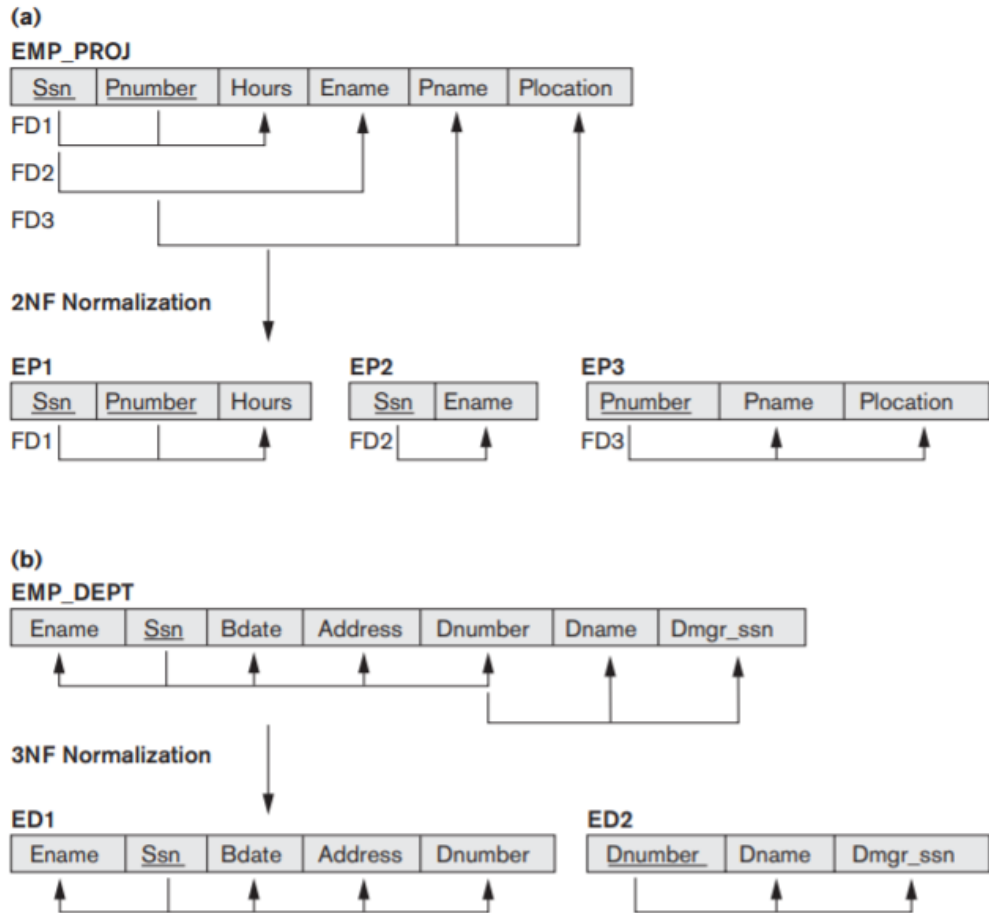 (a)
EMP_PROJ
Ssn Pnumber Hours Ename Pname Plocation
FD1
FD2
FD3
2NF Normalization
EP1 EP2 EP3
Ssn Pnumber Hours Ssn Ename Pnumber Pname Plocation
FD1 FD2 FD3
(b)
EMP_DEPT
Ename Ssn Bdate Address Dnumber Dname Dmgr_ssn
3NF Normalization
ED1 ED2
Ename Ssn Bdate Address Dnumber Dnumber Dname Dmgr_ssn